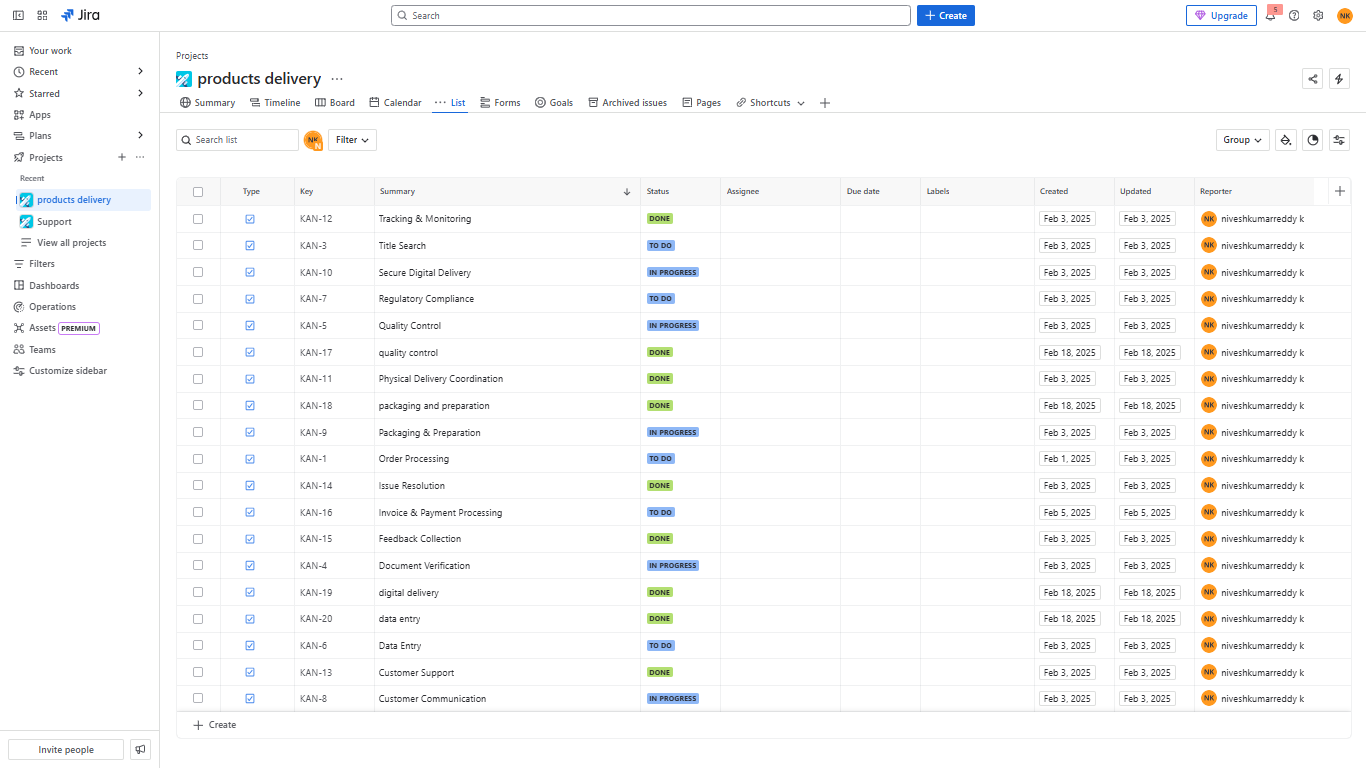 Jira
Search
Create
Upgrade
5
NK
Your work
Recent
Starred
Apps
Plans
Projects
Recent
products delivery
Support
View all projects
Filters
Dashboards
Operations
Assets PREMIUM
Teams
Customize sidebar
Invite people
Projects
products delivery
Summary Timeline Board Calendar List Forms Goals Archived issues Pages Shortcuts
Search list NK N Filter Group
Type Key Summary Status Assignee Due date Labels Created Updated Reporter
KAN-12 Tracking & Monitoring DONE Feb 3, 2025 Feb 3, 2025 NK niveshkumarreddy k
KAN-3 Title Search TO DO Feb 3, 2025 Feb 3, 2025 NK niveshkumarreddy k
KAN-10 Secure Digital Delivery IN PROGRESS Feb 3, 2025 Feb 3, 2025 NK niveshkumarreddy k
KAN-7 Regulatory Compliance TO DO Feb 3, 2025 Feb 3, 2025 NK niveshkumarreddy k
KAN-5 Quality Control IN PROGRESS Feb 3, 2025 Feb 3, 2025 NK niveshkumarreddy k
KAN-17 quality control DONE Feb 18, 2025 Feb 18, 2025 NK niveshkumarreddy k
KAN-11 Physical Delivery Coordination DONE Feb 3, 2025 Feb 3, 2025 NK niveshkumarreddy k
KAN-18 packaging and preparation DONE Feb 18, 2025 Feb 18, 2025 NK niveshkumarreddy k
KAN-9 Packaging & Preparation IN PROGRESS Feb 3, 2025 Feb 3, 2025 NK niveshkumarreddy k
KAN-1 Order Processing TO DO Feb 1, 2025 Feb 3, 2025 NK niveshkumarreddy k
KAN-14 Issue Resolution DONE Feb 3, 2025 Feb 3, 2025 NK niveshkumarreddy k
KAN-16 Invoice & Payment Processing TO DO Feb 5, 2025 Feb 5, 2025 NK niveshkumarreddy k
KAN-15 Feedback Collection DONE Feb 3, 2025 Feb 3, 2025 NK niveshkumarreddy k
KAN-4 Document Verification IN PROGRESS Feb 3, 2025 Feb 3, 2025 NK niveshkumarreddy k
KAN-19 digital delivery DONE Feb 18, 2025 Feb 18, 2025 NK niveshkumarreddy k
KAN-20 data entry DONE Feb 18, 2025 Feb 18, 2025 NK niveshkumarreddy k
KAN-6 Data Entry TO DO Feb 3, 2025 Feb 3, 2025 NK niveshkumarreddy k
KAN-13 Customer Support DONE Feb 3, 2025 Feb 3, 2025 NK niveshkumarreddy k
KAN-8 Customer Communication IN PROGRESS Feb 3, 2025 Feb 3, 2025 NK niveshkumarreddy k
Create